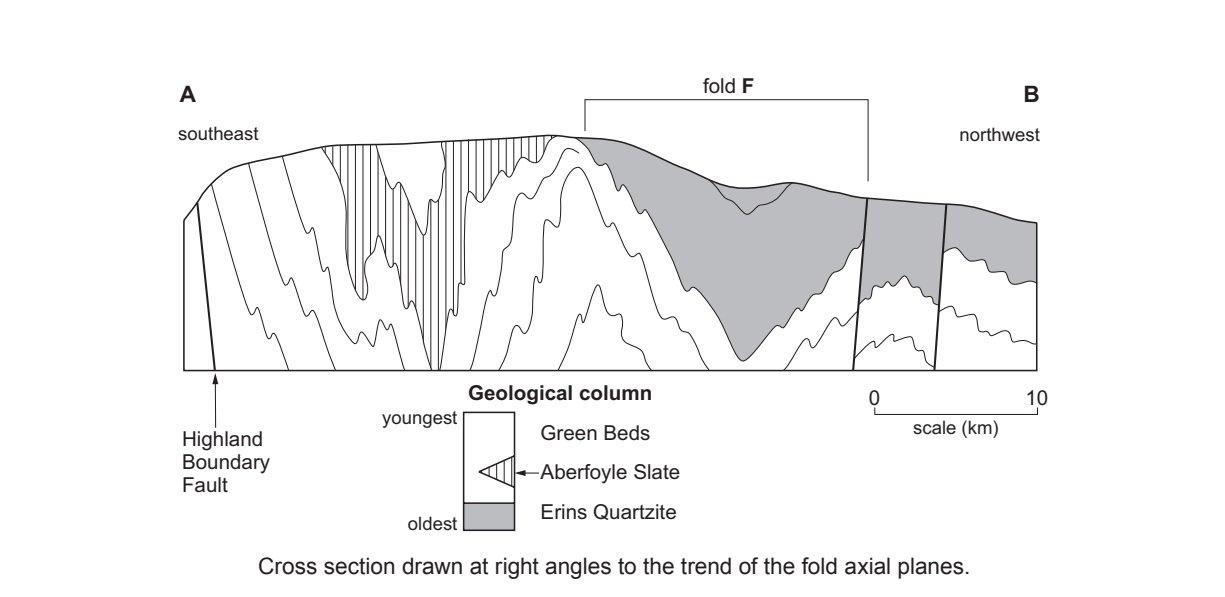 fold F
A
B
southeast
northwest
Geological column
youngest
Green Beds
Aberfoyle Slate
Erins Quartzite
oldest
Highland
Boundary
Fault
0 10
scale (km)
Cross section drawn at right angles to the trend of the fold axial planes.